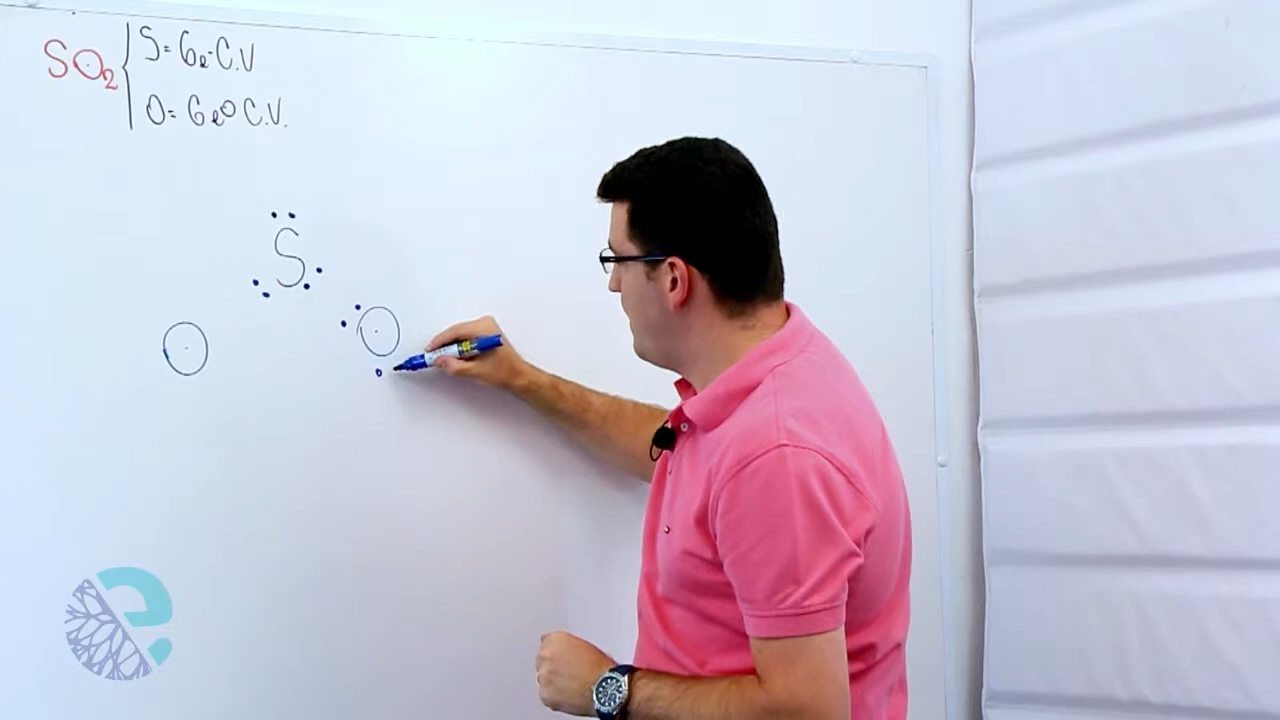 SO₂ { S= 6e⁻ C.V
O= 6e⁻ C.V.
S
O O